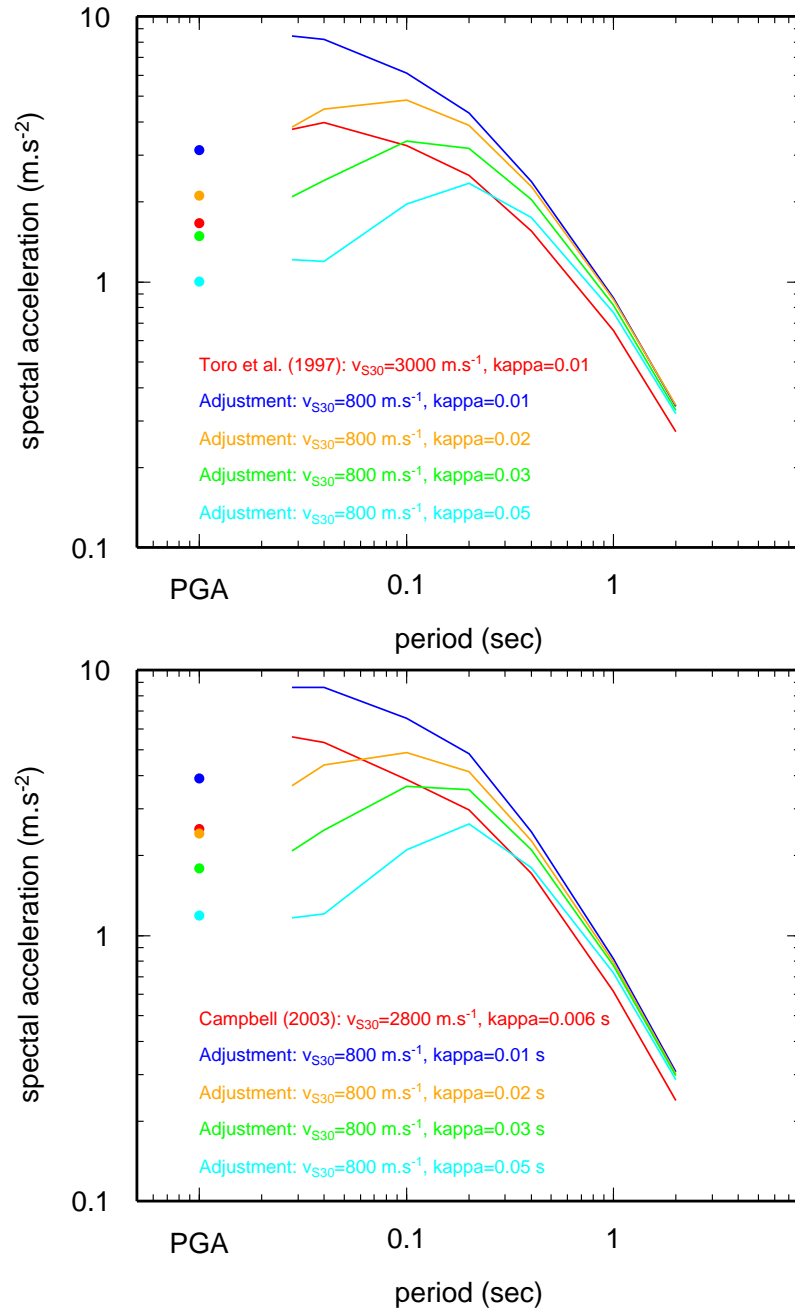 10
1
0.1
spectal acceleration (m.s-2)
Toro et al. (1997): vS30=3000 m.s-1, kappa=0.01
Adjustment: vS30=800 m.s-1, kappa=0.01
Adjustment: vS30=800 m.s-1, kappa=0.02
Adjustment: vS30=800 m.s-1, kappa=0.03
Adjustment: vS30=800 m.s-1, kappa=0.05
PGA 0.1 1
period (sec)
10
1
0.1
spectal acceleration (m.s-2)
Campbell (2003): vS30=2800 m.s-1, kappa=0.006 s
Adjustment: vS30=800 m.s-1, kappa=0.01 s
Adjustment: vS30=800 m.s-1, kappa=0.02 s
Adjustment: vS30=800 m.s-1, kappa=0.03 s
Adjustment: vS30=800 m.s-1, kappa=0.05 s
PGA 0.1 1
period (sec)